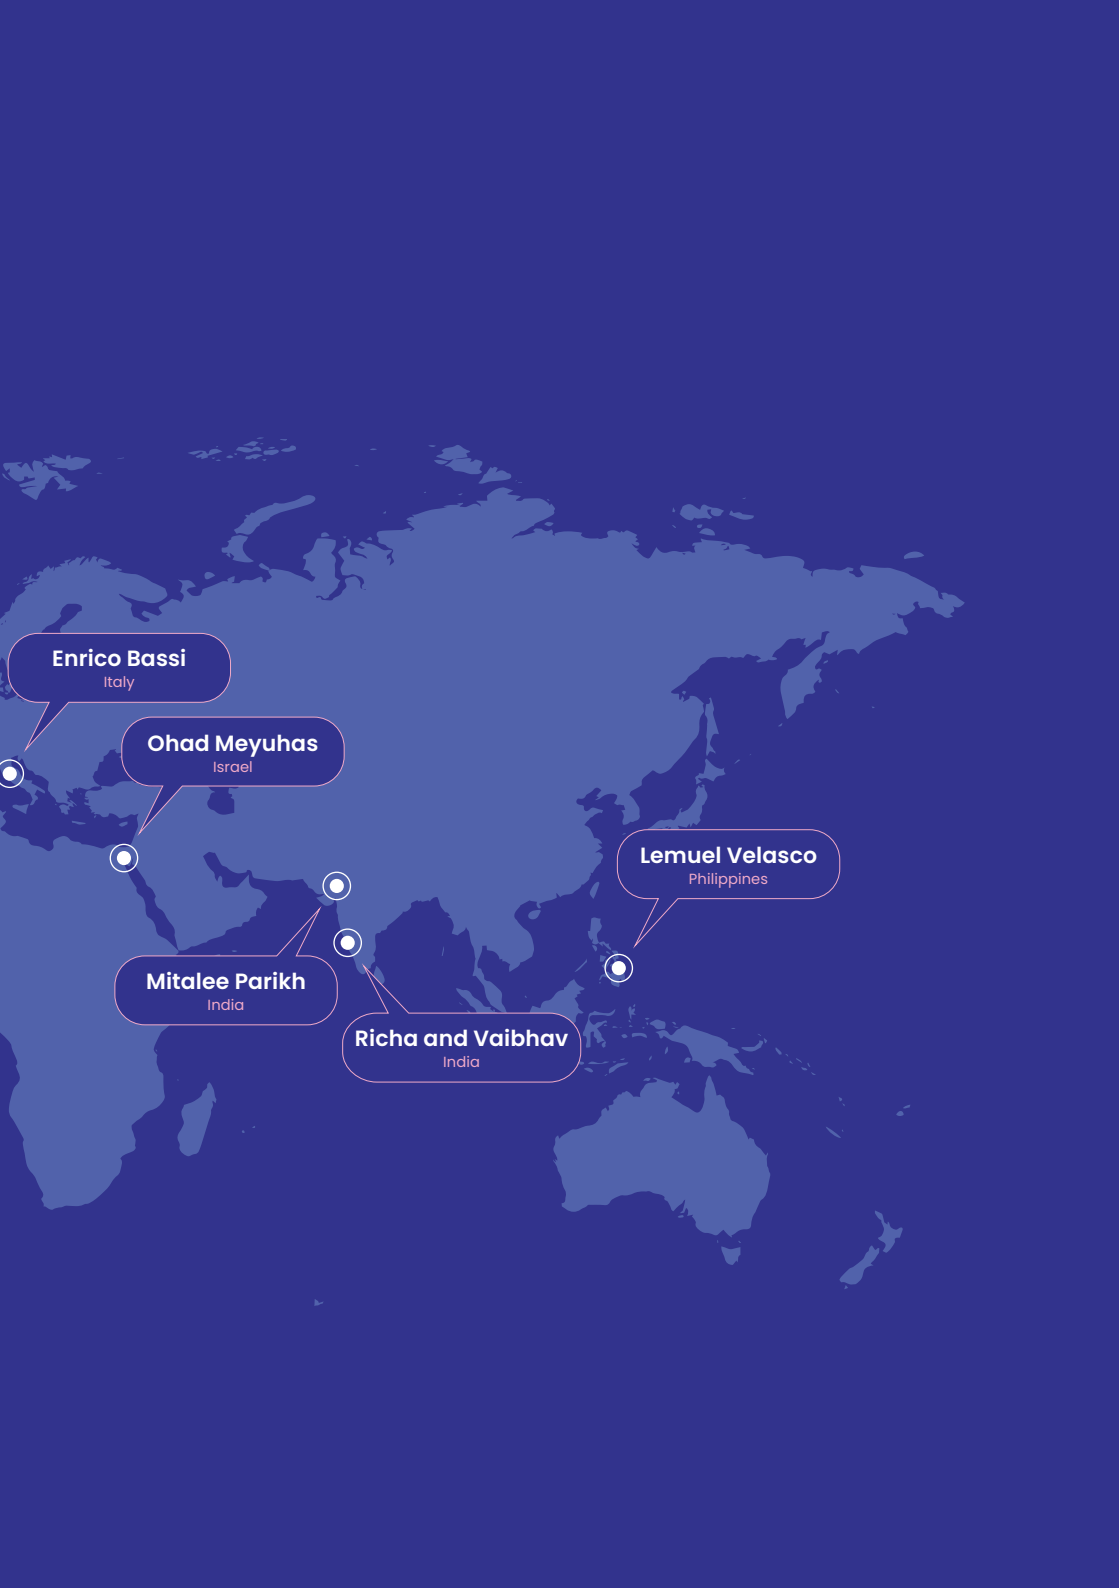 Enrico Bassi
Italy
Ohad Meyuhas
Israel
Lemuel Velasco
Philippines
Mitalee Parikh
India
Richa and Vaibhav
India